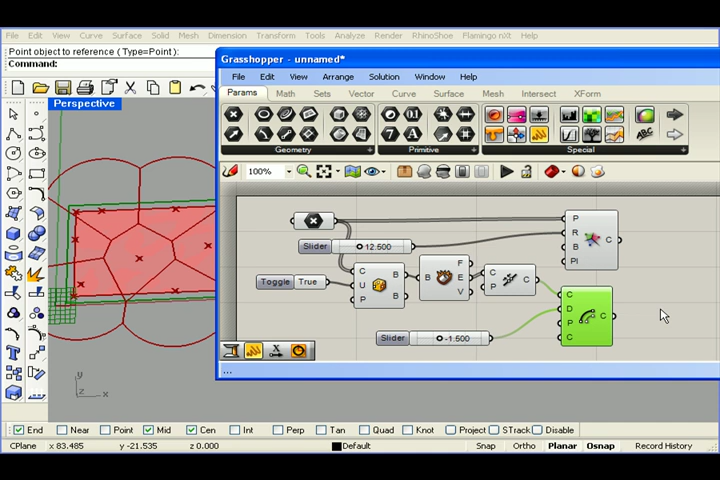 File Edit View Curve Surface Solid Mesh Dimension Transform Tools Analyze Render RhinoShoe Flamingo nXt Help
Point object to reference ( Type=Point ):
Command:
Perspective
Grasshopper - unnamed*
File Edit View Arrange Solution Window Help
Params Math Sets Vector Curve Surface Mesh Intersect XForm
Geometry Primitive Special
100%
Slider 12.500
P
R
B
Pl
C
Toggle True
C
U
P
B
B
B
F
E
V
C
P
C
C
D
P
C
C
Slider -1.500
...
y
z x
End Near Point Mid Cen Int Perp Tan Quad Knot Project STrack Disable
CPlane x 83.485 y -21.535 z 0.000 Default Snap Ortho Planar Osnap Record History